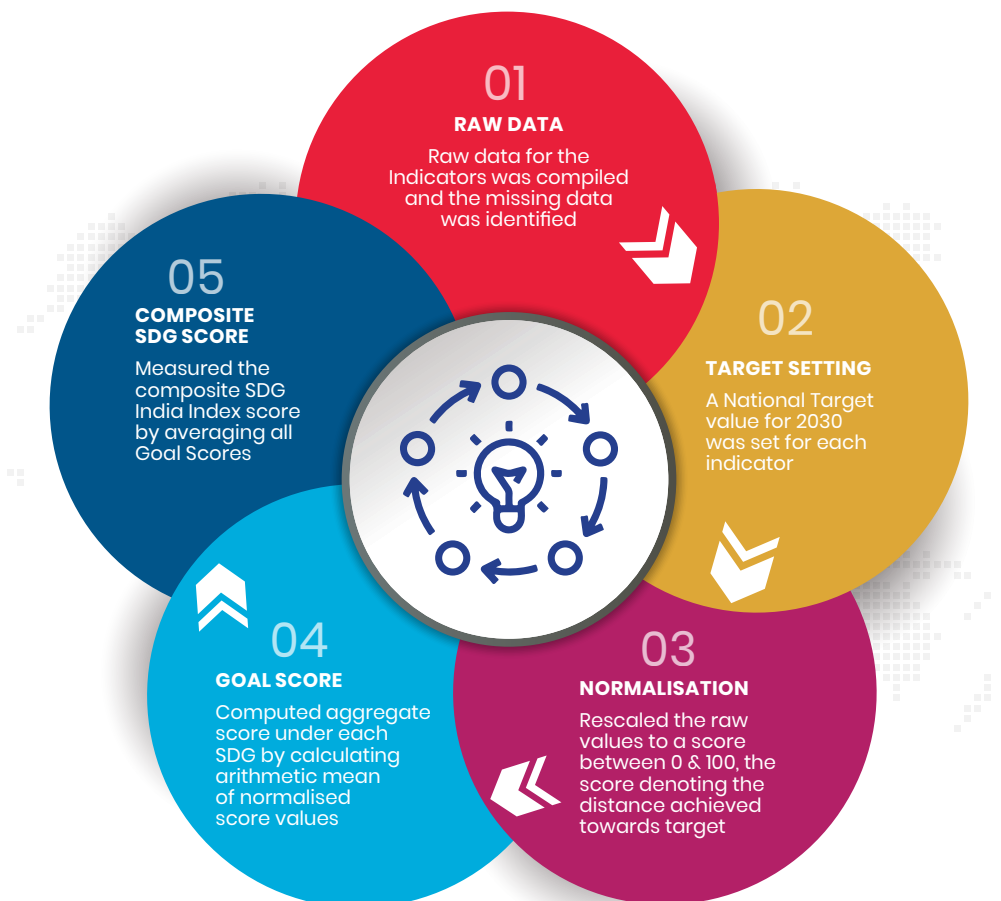 01
RAW DATA
Raw data for the
Indicators was compiled
and the missing data
was identified
02
TARGET SETTING
A National Target
value for 2030
was set for each
indicator
03
NORMALISATION
Rescaled the raw
values to a score
between 0 & 100, the
score denoting the
distance achieved
towards target
04
GOAL SCORE
Computed aggregate
score under each
SDG by calculating
arithmetic mean
of normalised
score values
05
COMPOSITE
SDG SCORE
Measured the
composite SDG
India Index score
by averaging all
Goal Scores